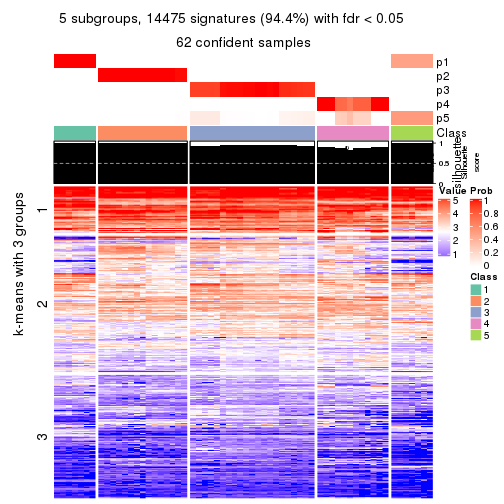 5 subgroups, 14475 signatures (94.4%) with fdr < 0.05
62 confident samples
p1
p2
p3
p4
p5
Class
1
0.5
0
silhouette
Silhouette
score
k-means with 3 groups
1
2
3
Value
5
4
3
2
1
Prob
1
0.8
0.6
0.4
0.2
0
Class
1
2
3
4
5